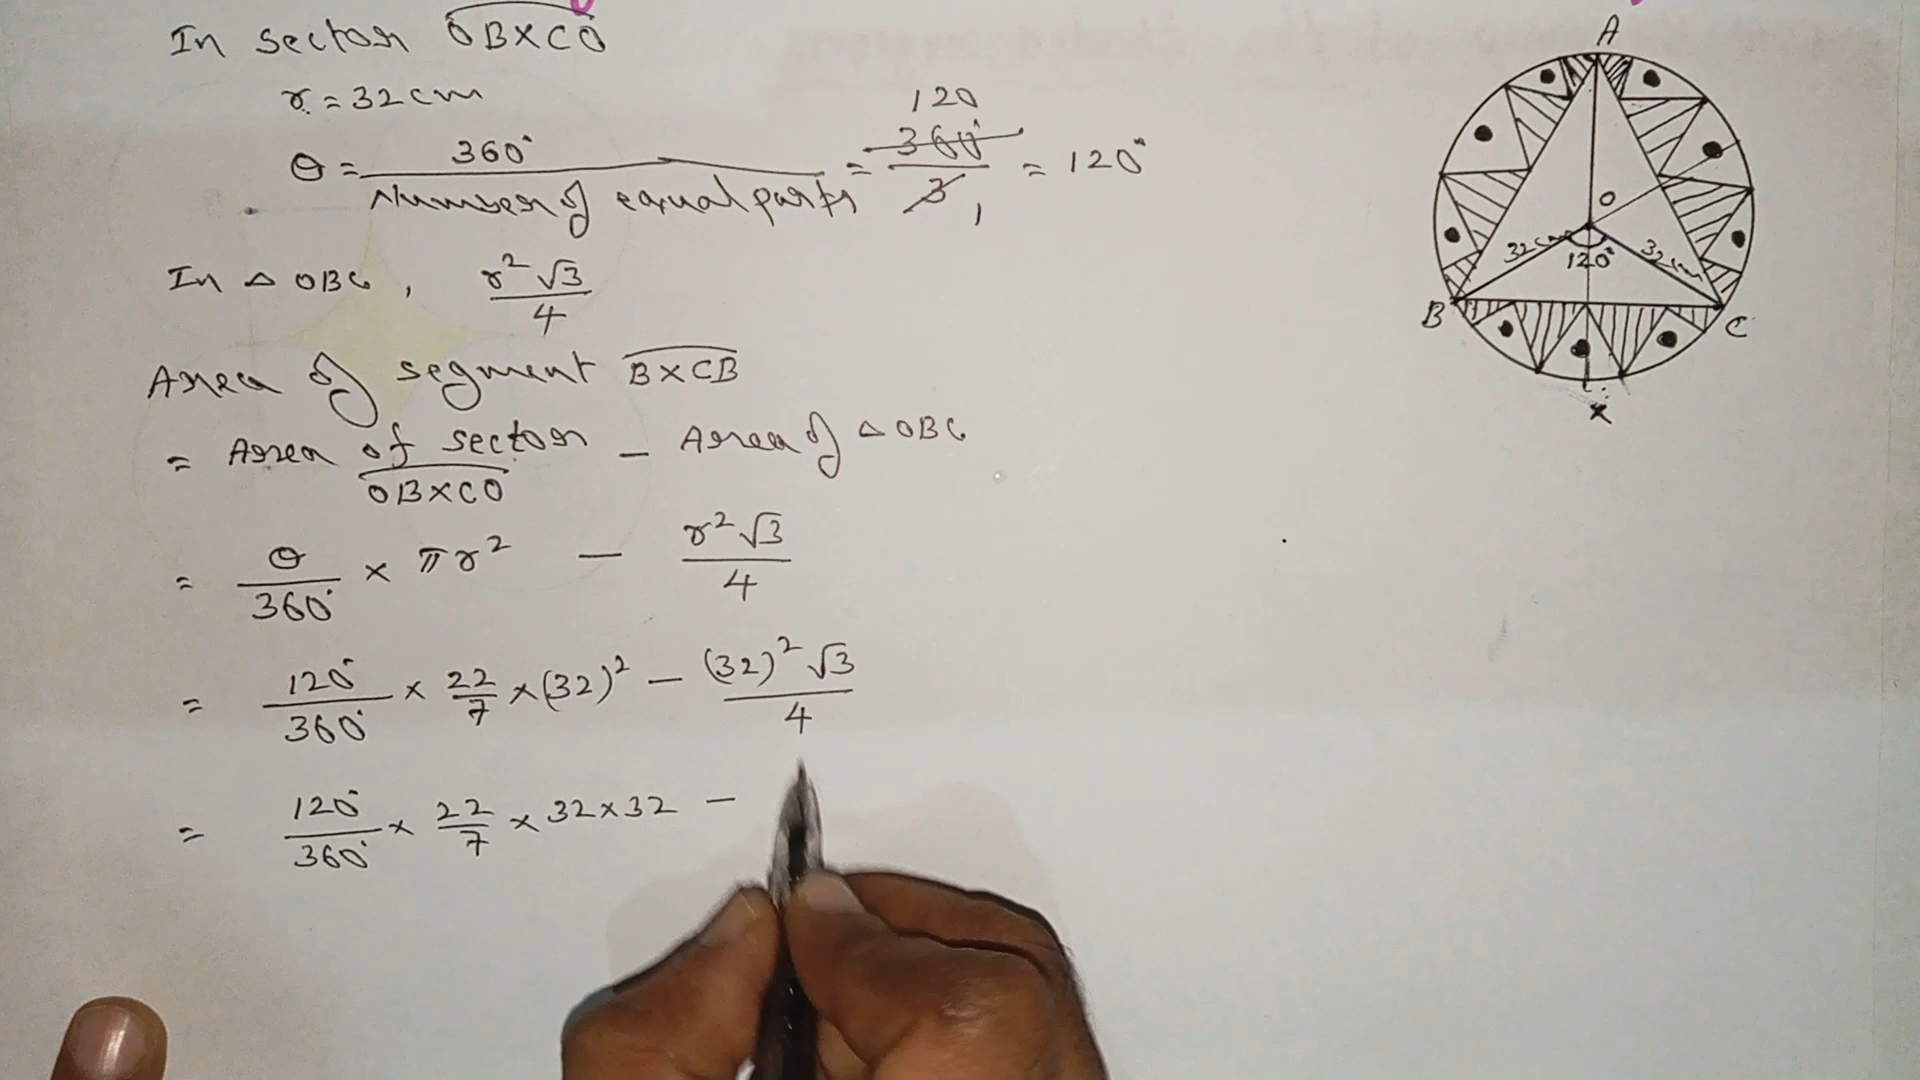 In sector OBXCO
r = 32 cm
θ = 360° / Number of equal parts = 360° / 3 = 120°
120
1
In △ OBC, r²√3 / 4
Area of segment BXCB
= Area of sector OBXCO − Area of △ OBC
= θ / 360° × πr² − r²√3 / 4
= 120° / 360° × 22/7 × (32)² − (32)²√3 / 4
= 120° / 360° × 22/7 × 32 × 32 −
A
O
32 cm 32 cm
120°
B C
X